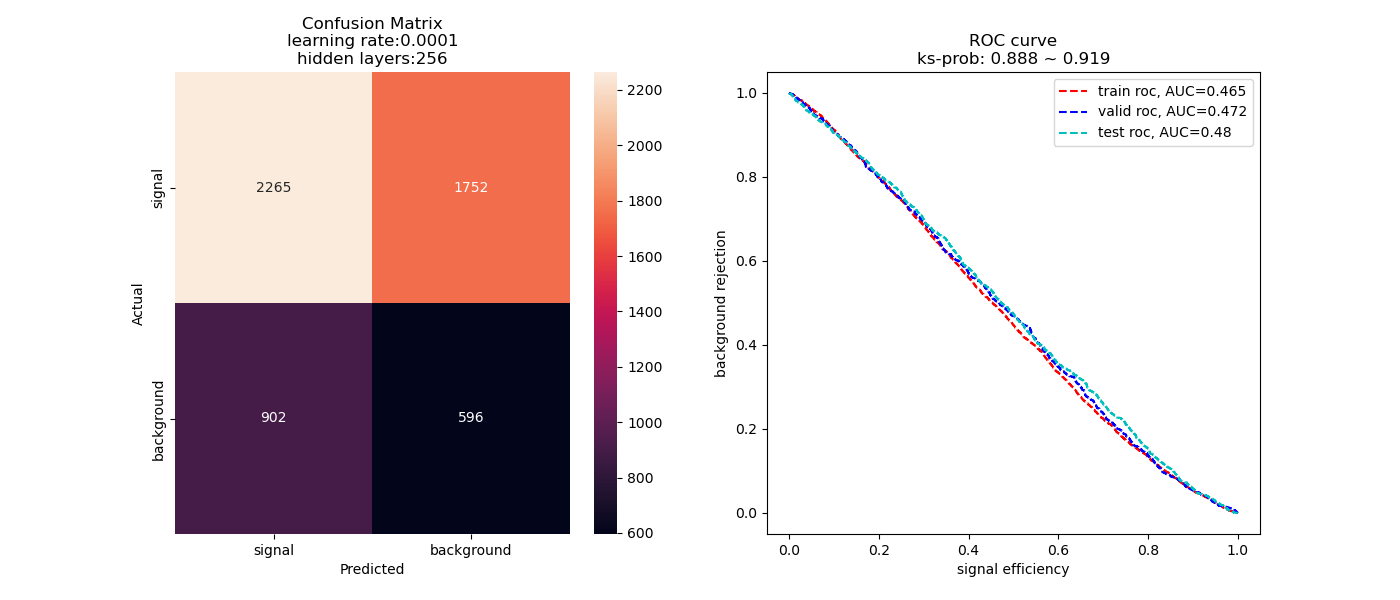 Confusion Matrix
learning rate:0.0001
hidden layers:256
signal
background
Actual
2265
1752
902
596
signal
background
Predicted
2200
2000
1800
1600
1400
1200
1000
800
600
ROC curve
ks-prob: 0.888 ~ 0.919
train roc, AUC=0.465
valid roc, AUC=0.472
test roc, AUC=0.48
background rejection
1.0
0.8
0.6
0.4
0.2
0.0
0.0
0.2
0.4
0.6
0.8
1.0
signal efficiency